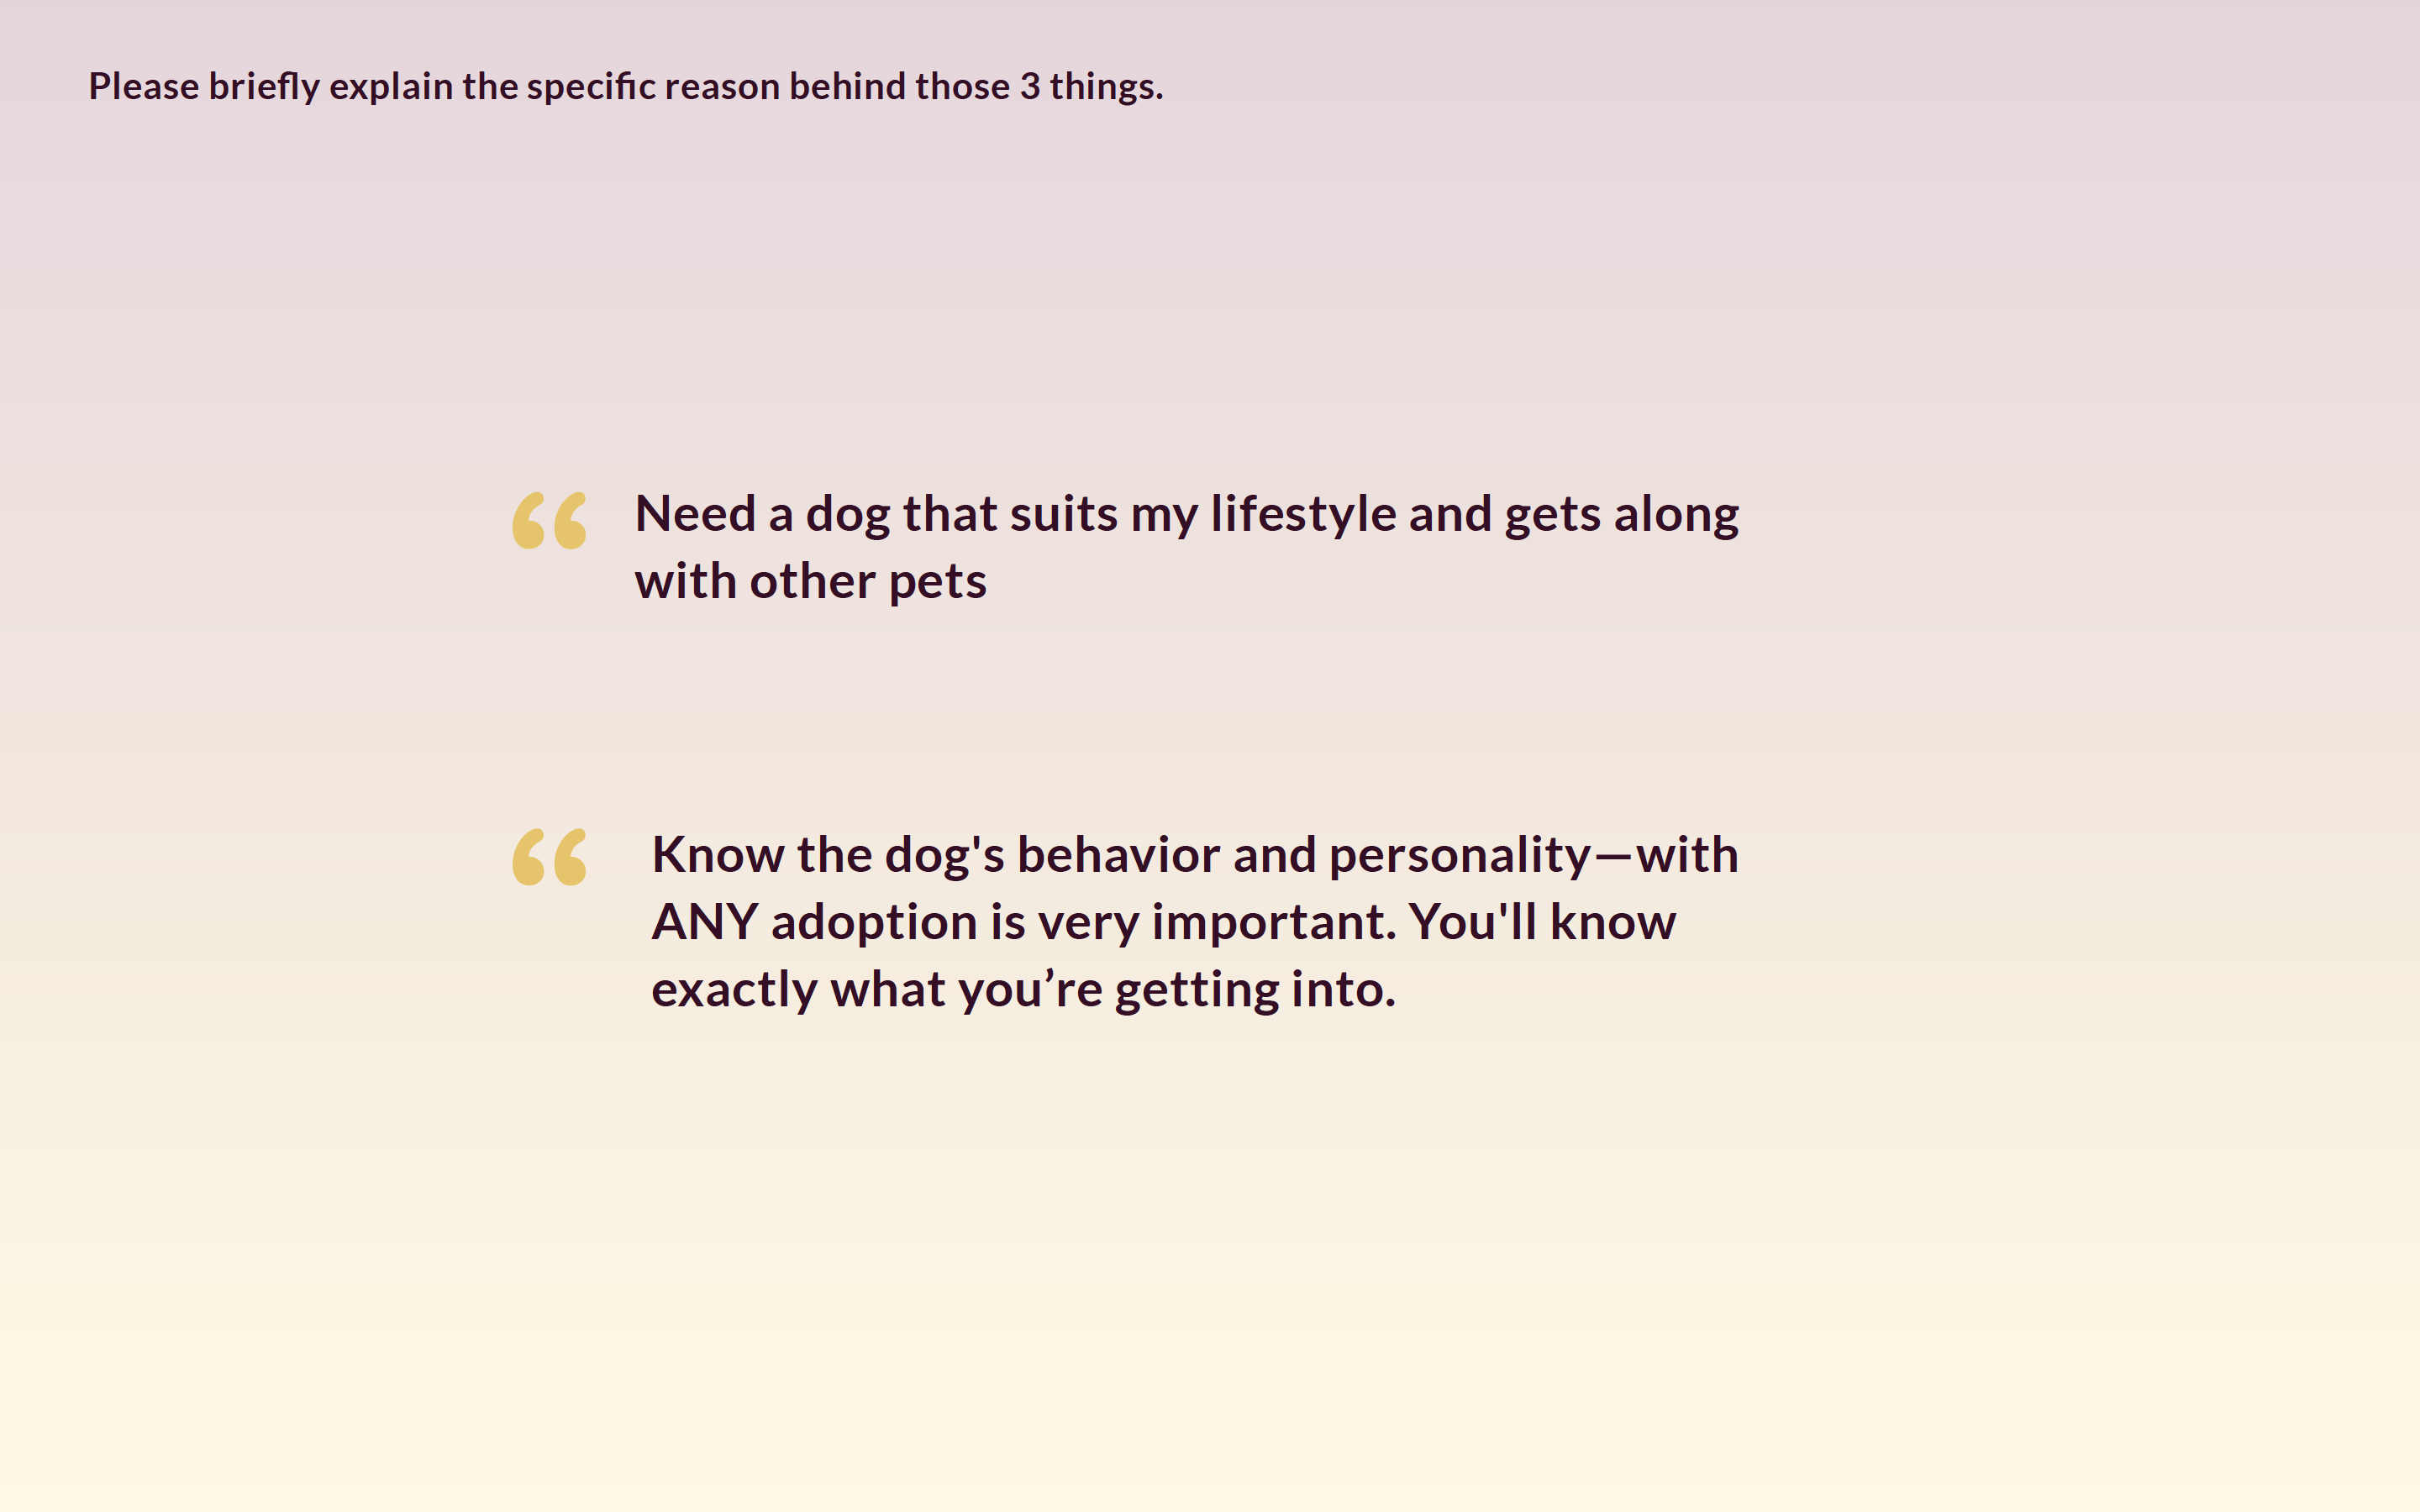 Please briefly explain the specific reason behind those 3 things.
“ Need a dog that suits my lifestyle and gets along
with other pets
“ Know the dog's behavior and personality—with
ANY adoption is very important. You'll know
exactly what you’re getting into.